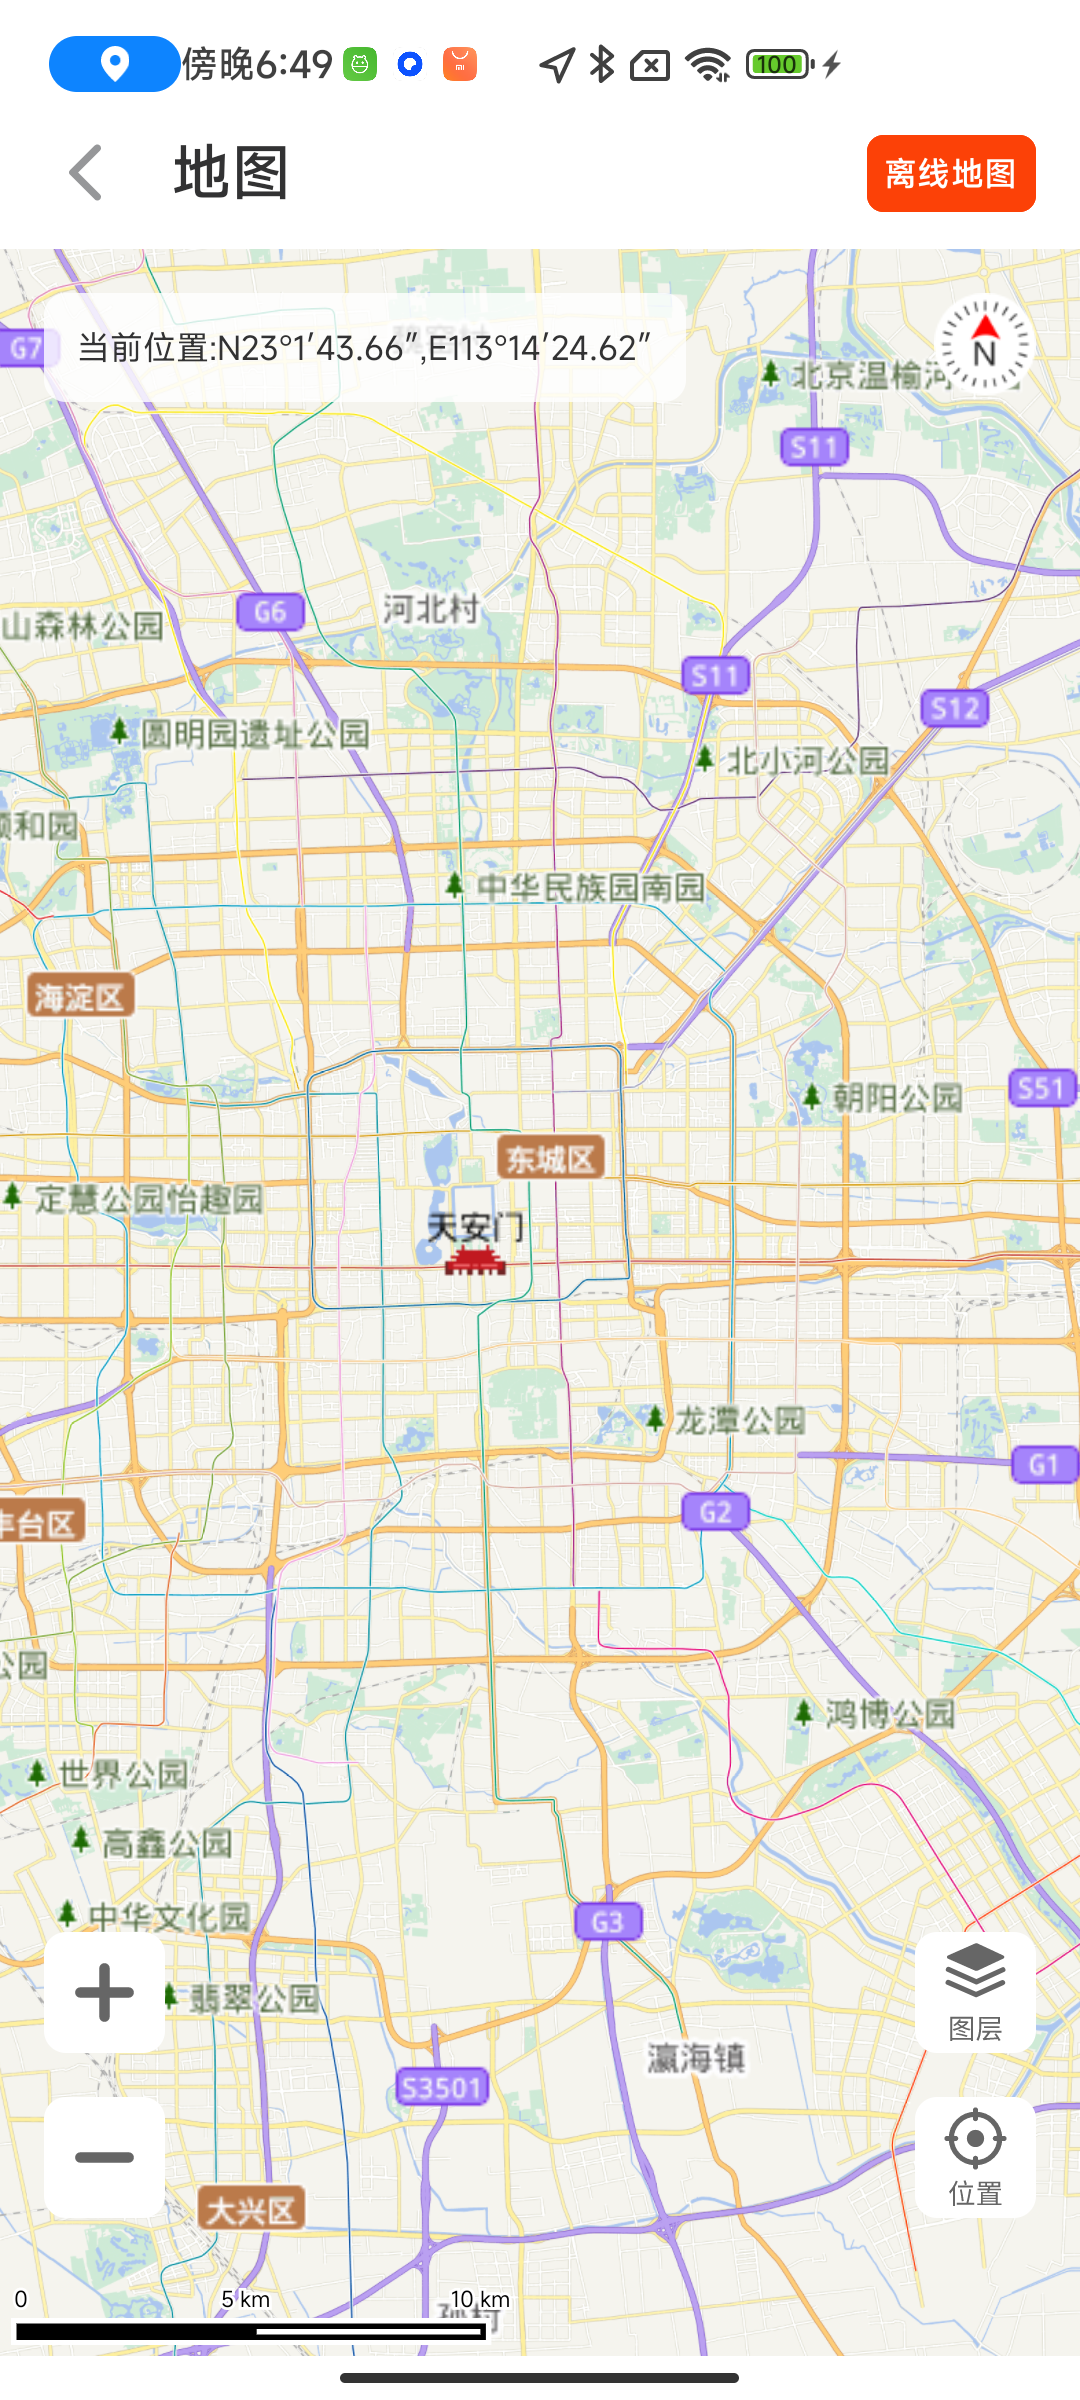 傍晚6:49
100
地图
离线地图
G7
当前位置:N23°1′43.66″,E113°14′24.62″
N
北京温榆河
S11
G6
河北村
山森林公园
S11
S12
圆明园遗址公园
北小河公园
颐和园
中华民族园南园
海淀区
朝阳公园
S51
东城区
定慧公园怡趣园
天安门
龙潭公园
G1
丰台区
G2
公园
鸿博公园
世界公园
高鑫公园
中华文化园
G3
翡翠公园
图层
瀛海镇
S3501
位置
大兴区
0
5 km
10 km